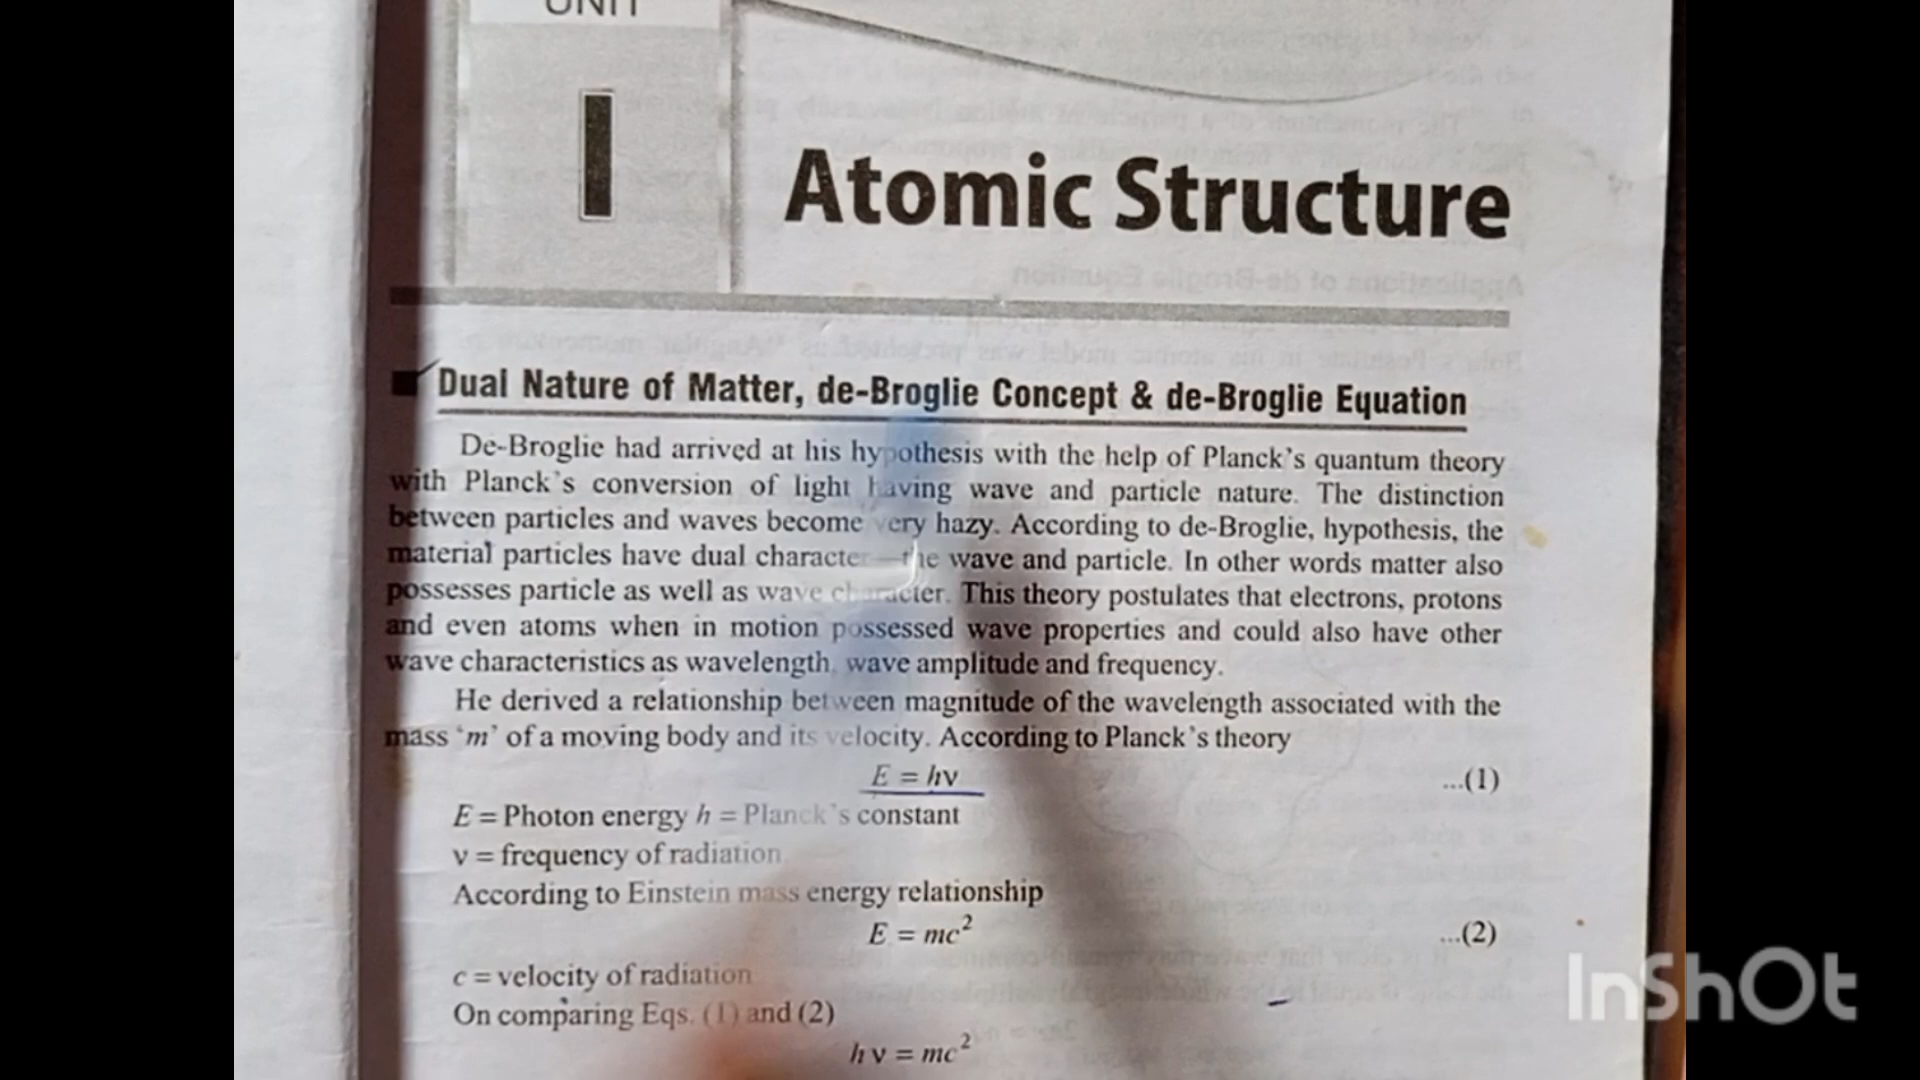 UNIT
I
Atomic Structure
Dual Nature of Matter, de-Broglie Concept & de-Broglie Equation
De-Broglie had arrived at his hypothesis with the help of Planck's quantum theory
with Planck's conversion of light having wave and particle nature. The distinction
between particles and waves become very hazy. According to de-Broglie, hypothesis, the
material particles have dual character—the wave and particle. In other words matter also
possesses particle as well as wave character. This theory postulates that electrons, protons
and even atoms when in motion possessed wave properties and could also have other
wave characteristics as wavelength, wave amplitude and frequency.
He derived a relationship between magnitude of the wavelength associated with the
mass 'm' of a moving body and its velocity. According to Planck's theory
E = hν ...(1)
E = Photon energy h = Planck's constant
ν = frequency of radiation
According to Einstein mass energy relationship
E = mc² ...(2)
c = velocity of radiation
On comparing Eqs. (1) and (2)
hν = mc²
InShOt